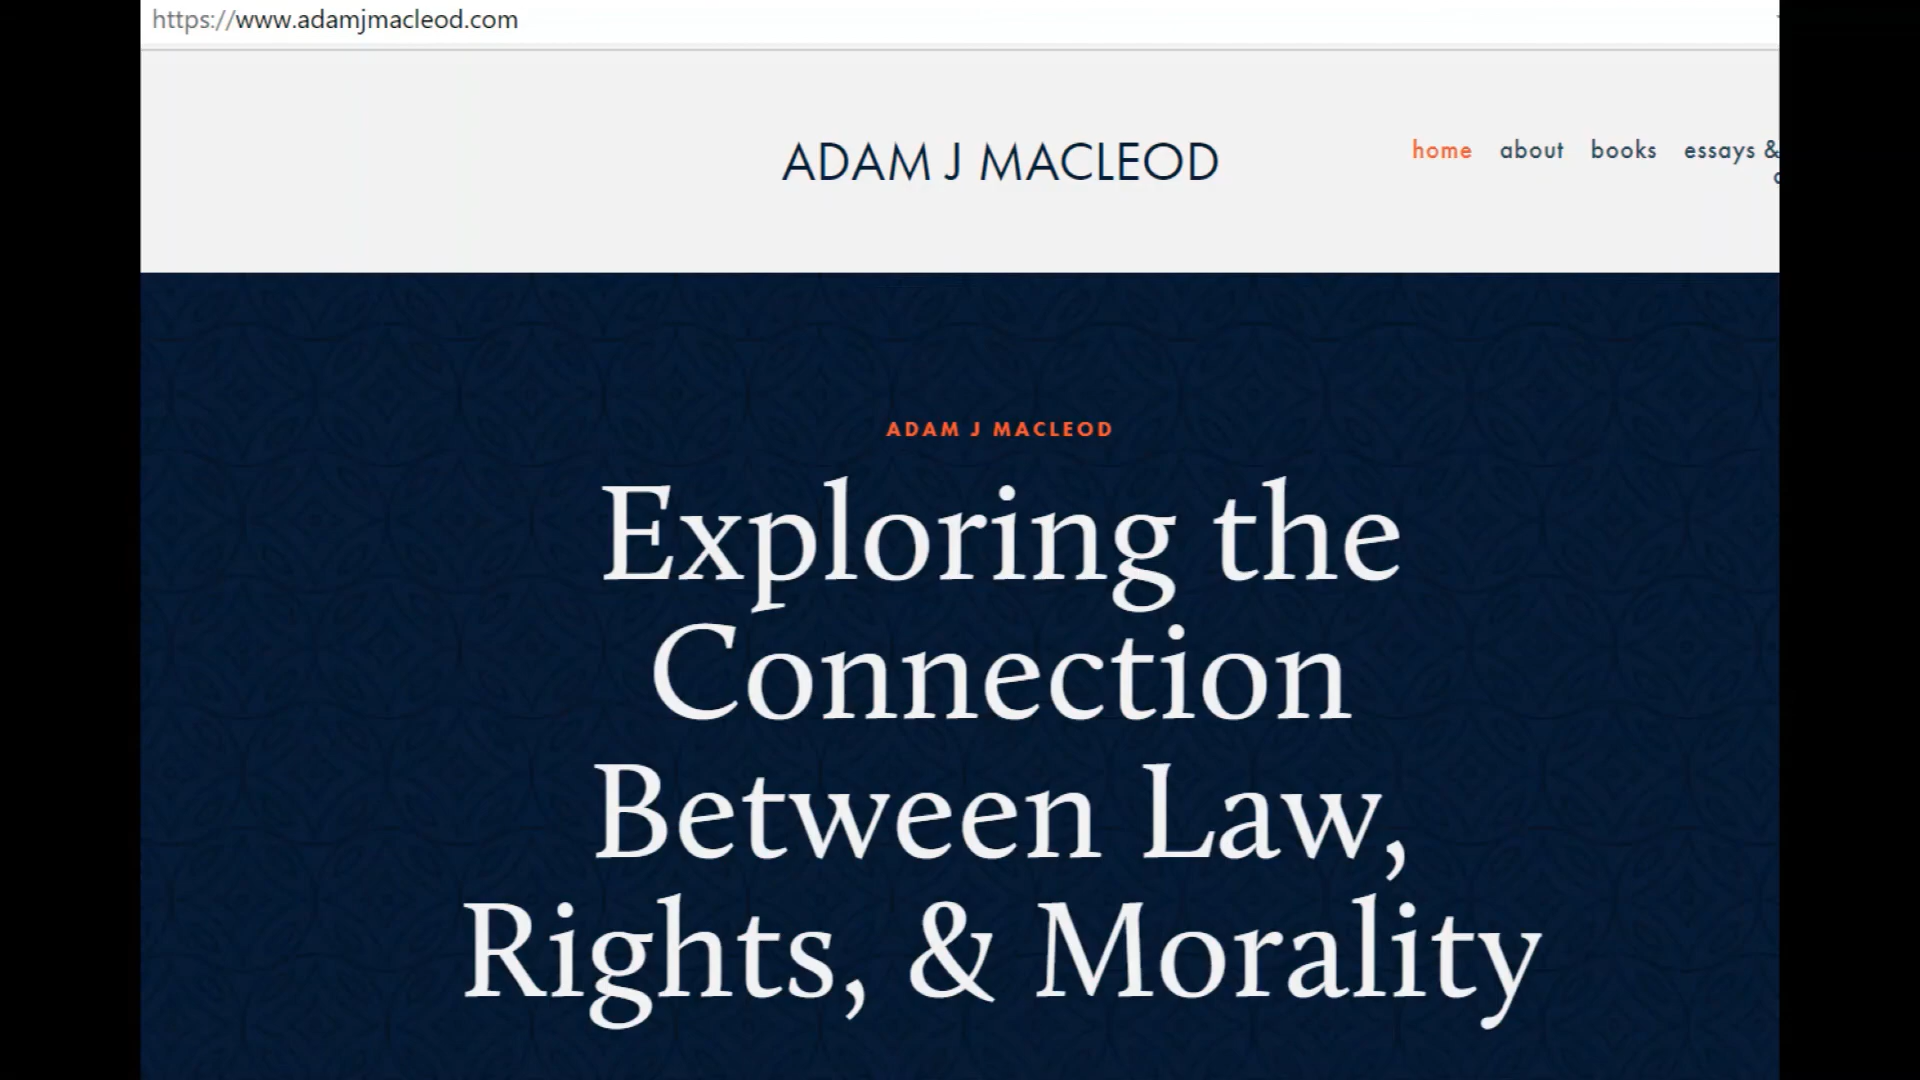 https://www.adamjmacleod.com
ADAM J MACLEOD
home about books essays &
ADAM J MACLEOD
Exploring the
Connection
Between Law,
Rights, & Morality